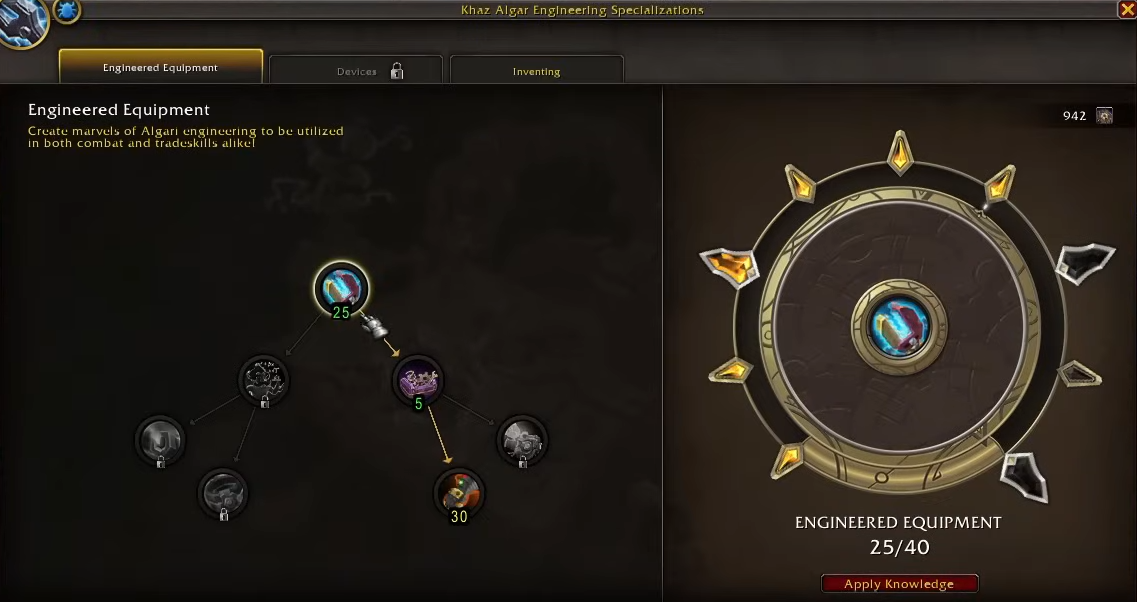 Khaz Algar Engineering Specializations
Engineered Equipment
Devices
Inventing
Engineered Equipment
Create marvels of Algari engineering to be utilized
in both combat and tradeskills alike!
942
25
5
30
ENGINEERED EQUIPMENT
25/40
Apply Knowledge